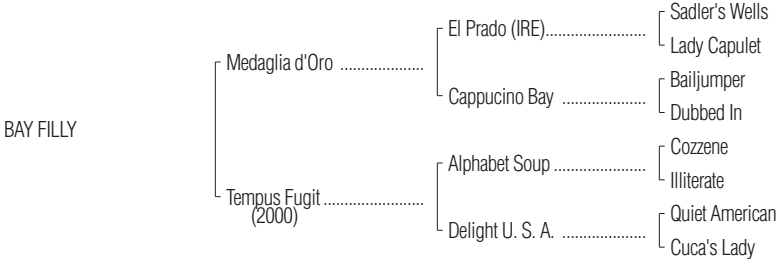 Sadler's Wells
El Prado (IRE).......................
Lady Capulet
Medaglia d'Oro ...................
Bailjumper
Cappucino Bay ...................
Dubbed In
BAY FILLY
Cozzene
Alphabet Soup .....................
Illiterate
Tempus Fugit .......................
(2000)
Quiet American
Delight U. S. A. ...................
Cuca's Lady